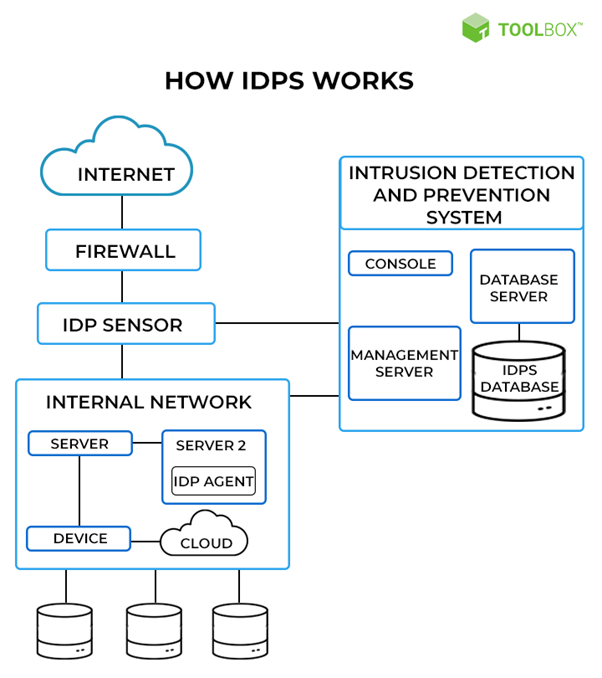 TOOLBOX™
HOW IDPS WORKS
INTERNET
FIREWALL
IDP SENSOR
INTERNAL NETWORK
SERVER
SERVER 2
IDP AGENT
DEVICE
CLOUD
INTRUSION DETECTION
AND PREVENTION
SYSTEM
CONSOLE
DATABASE
SERVER
MANAGEMENT
SERVER
IDPS
DATABASE